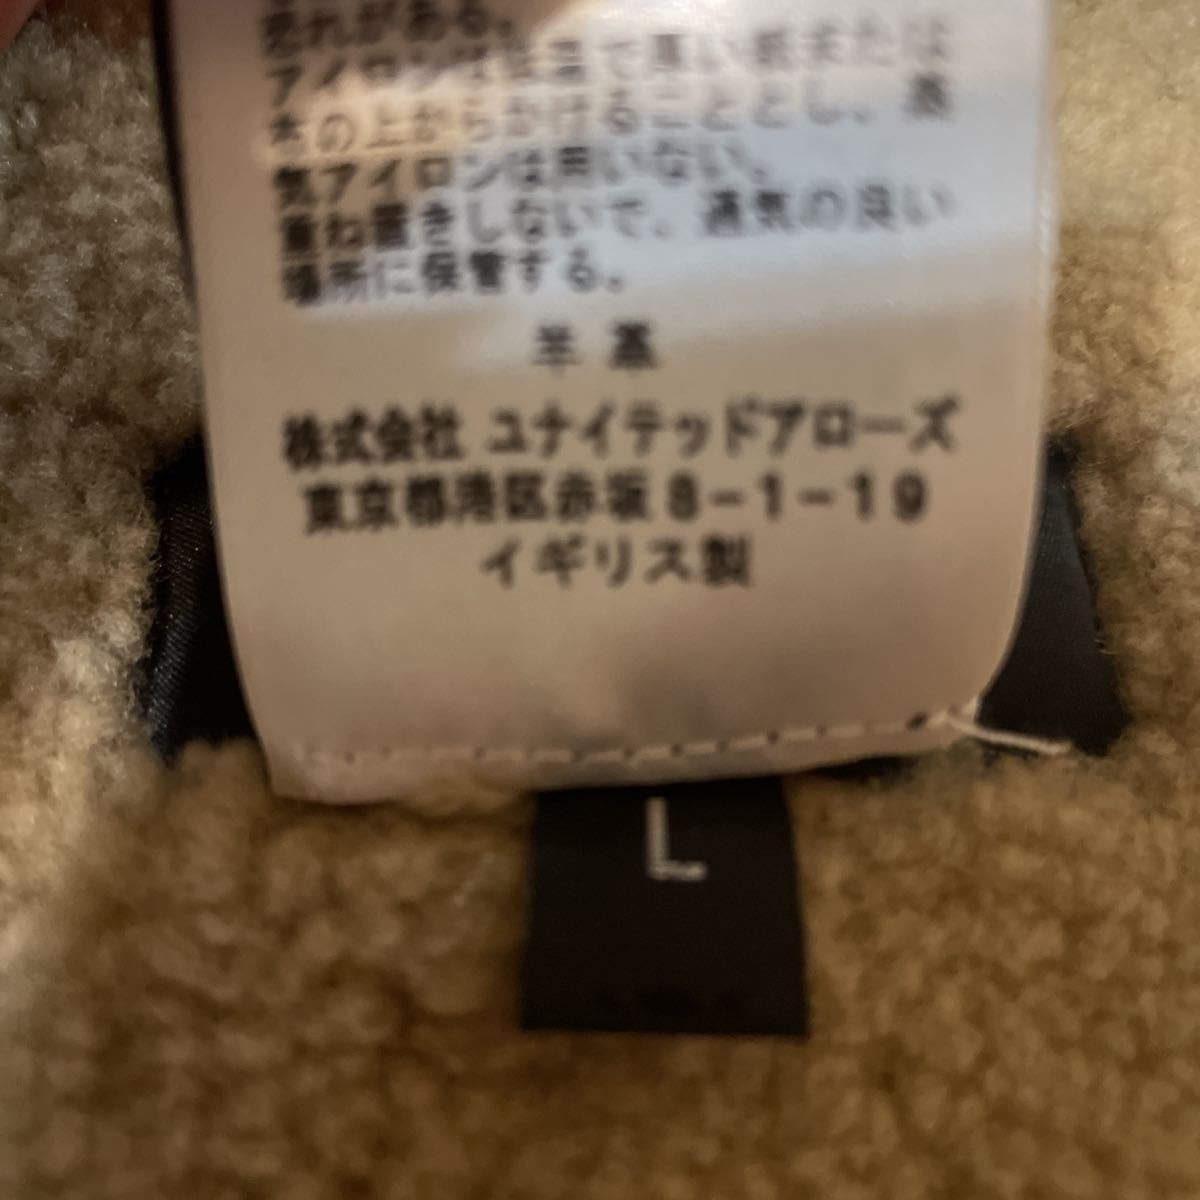 恐れがある。
アイロンは低温で厚い紙または
木の上からかけることとし、蒸
気アイロンは用いない。
重ね置きしないで、通気の良い
場所に保管する。
羊 革
株式会社 ユナイテッドアローズ
東京都港区赤坂8-1-19
イギリス製
L